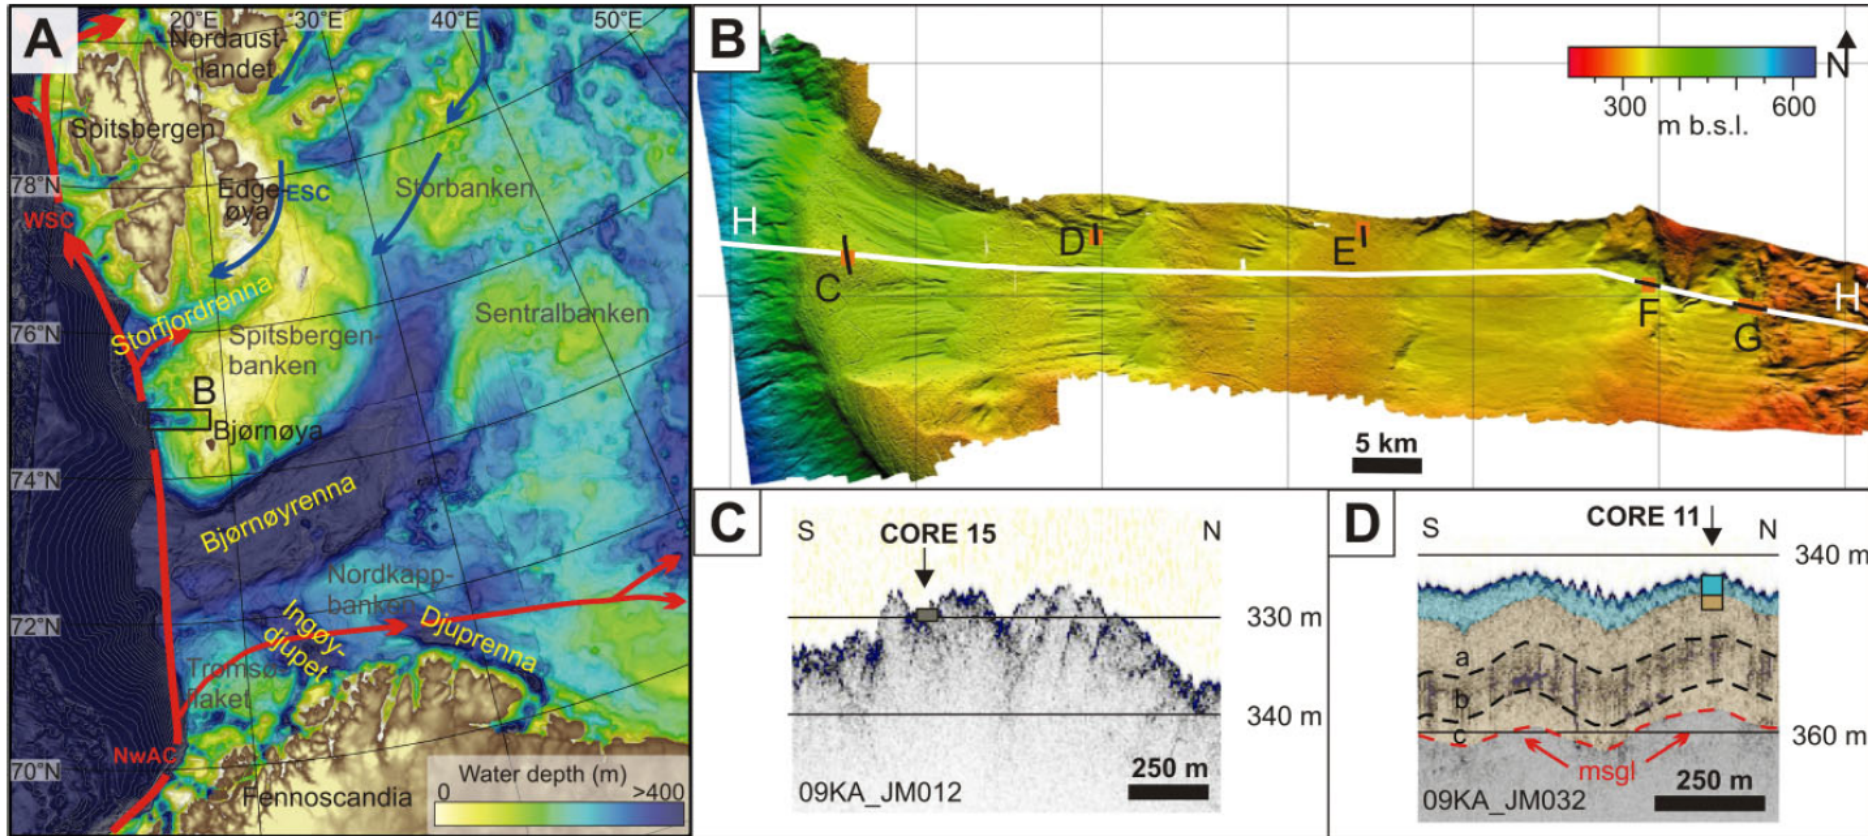 A
20°E
30°E
40°E
50°E
Nordaust-
landet
Spitsbergen
78°N
Edge-
øya
ESC
Storbanken
WSC
76°N
Storfjordrenna
Spitsbergen-
banken
Sentralbanken
B
Bjørnøya
74°N
Bjørnøyrenna
Nordkapp-
banken
72°N
Ingøy-
djupet
Djuprenna
Tromsø-
flaket
NwAC
70°N
Fennoscandia
Water depth (m)
0
>400
B
N
300
600
m b.s.l.
H
C
D
E
F
G
H
5 km
C
S
N
CORE 15
330 m
340 m
250 m
09KA_JM012
D
S
N
CORE 11
340 m
a
b
c
360 m
msgl
250 m
09KA_JM032